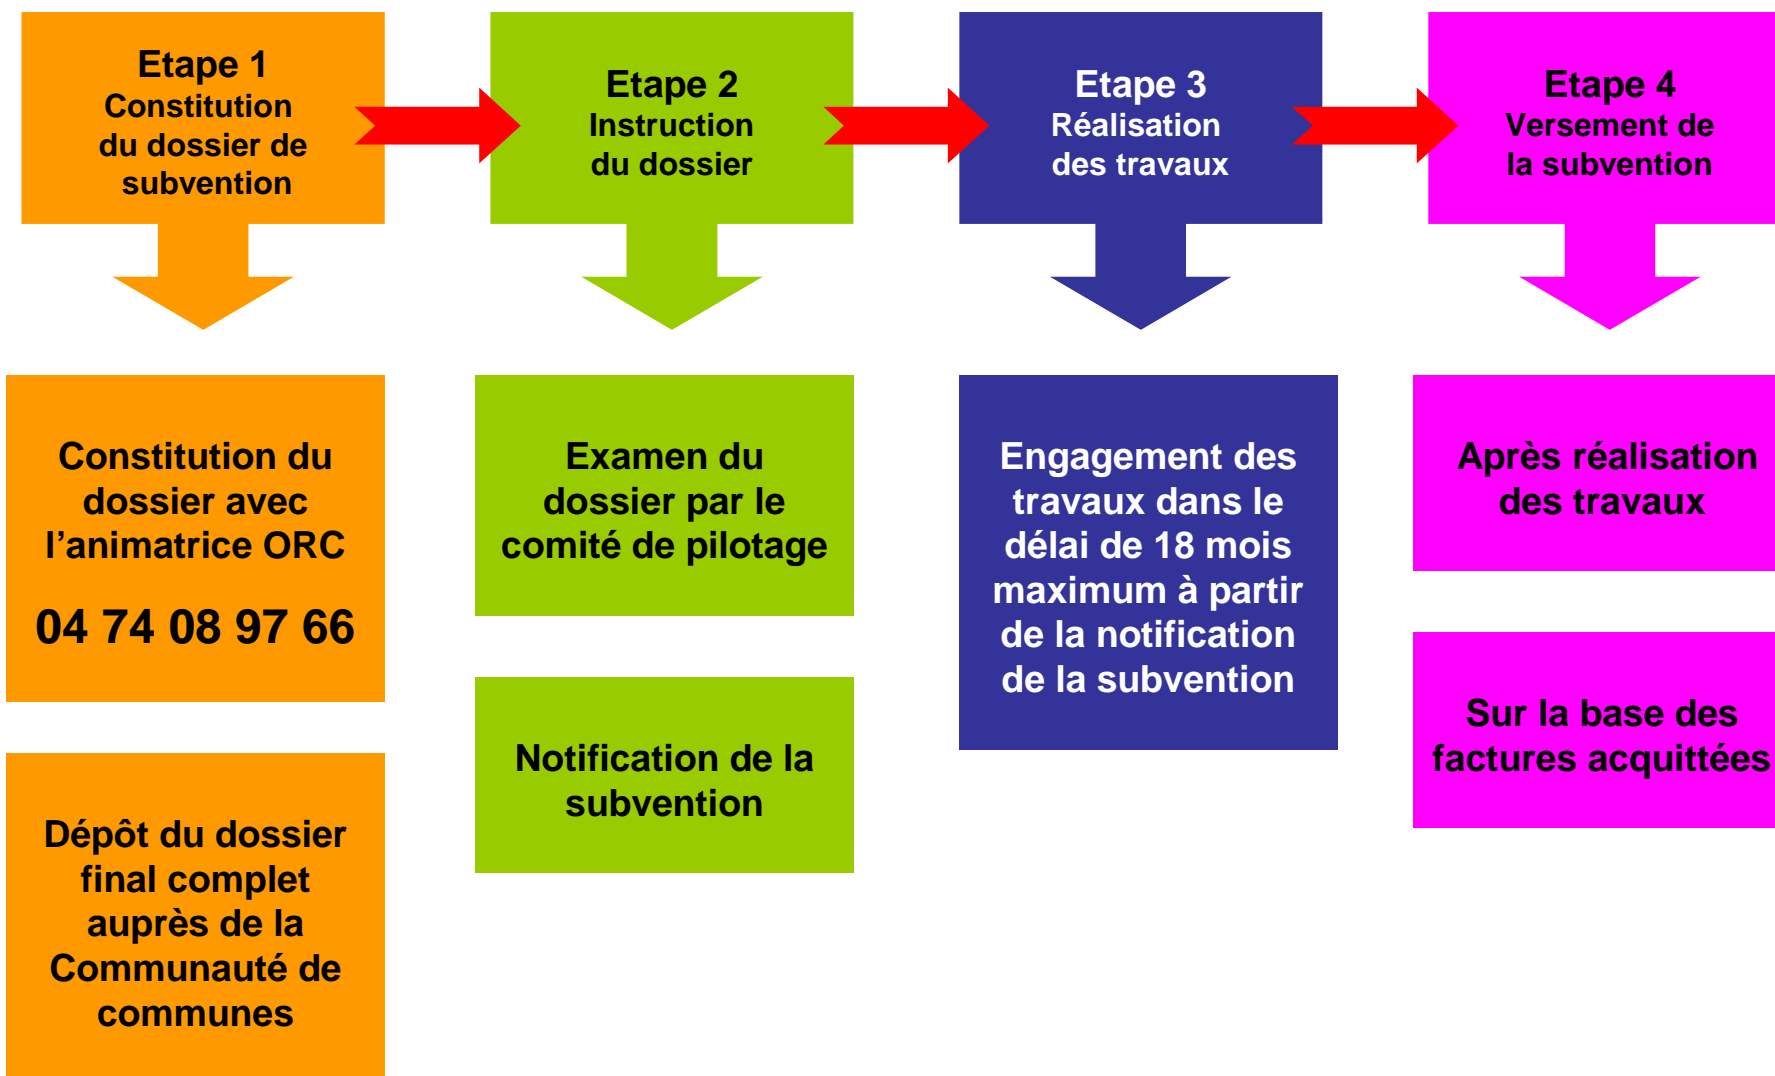 Etape 1
Constitution
du dossier de
subvention
Etape 2
Instruction
du dossier
Etape 3
Réalisation
des travaux
Etape 4
Versement de
la subvention
Constitution du
dossier avec
l’animatrice ORC
04 74 08 97 66
Dépôt du dossier
final complet
auprès de la
Communauté de
communes
Examen du
dossier par le
comité de pilotage
Notification de la
subvention
Engagement des
travaux dans le
délai de 18 mois
maximum à partir
de la notification
de la subvention
Après réalisation
des travaux
Sur la base des
factures acquittées